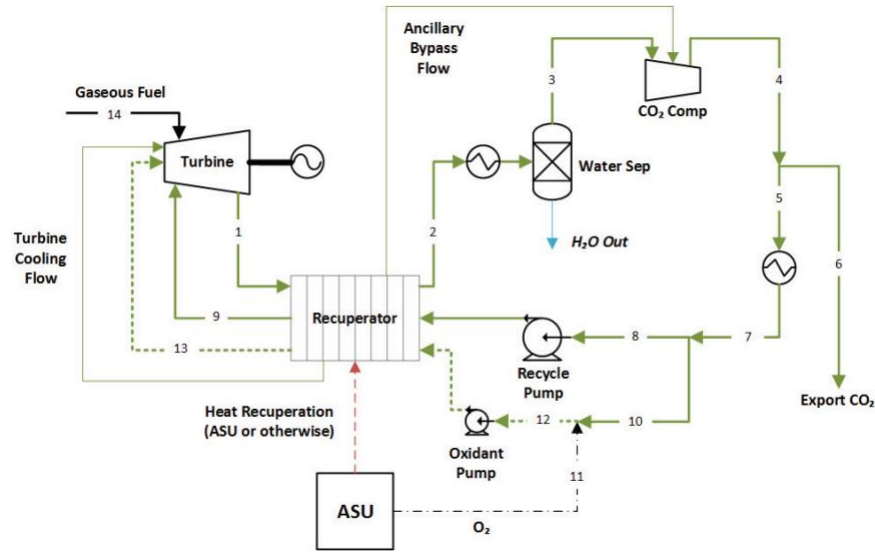 Ancillary
Bypass
Flow
3
4
CO₂ Comp
Gaseous Fuel
14
Turbine
Water Sep
5
1
2
H₂O Out
6
Turbine
Cooling
Flow
9
Recuperator
8
7
13
Recycle
Pump
Export CO₂
Heat Recuperation
(ASU or otherwise)
12
10
Oxidant
Pump
11
ASU
O₂